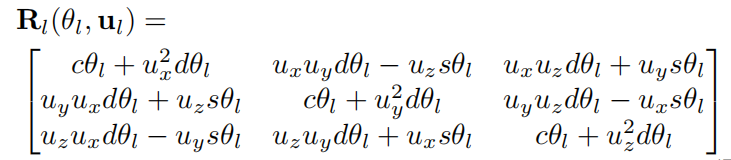 R_l(θ_l, u_l) =
[ cθ_l + u_x^2 dθ_l    u_x u_y dθ_l − u_z sθ_l    u_x u_z dθ_l + u_y sθ_l ]
[ u_y u_x dθ_l + u_z sθ_l    cθ_l + u_y^2 dθ_l    u_y u_z dθ_l − u_x sθ_l ]
[ u_z u_x dθ_l − u_y sθ_l    u_z u_y dθ_l + u_x sθ_l    cθ_l + u_z^2 dθ_l ]